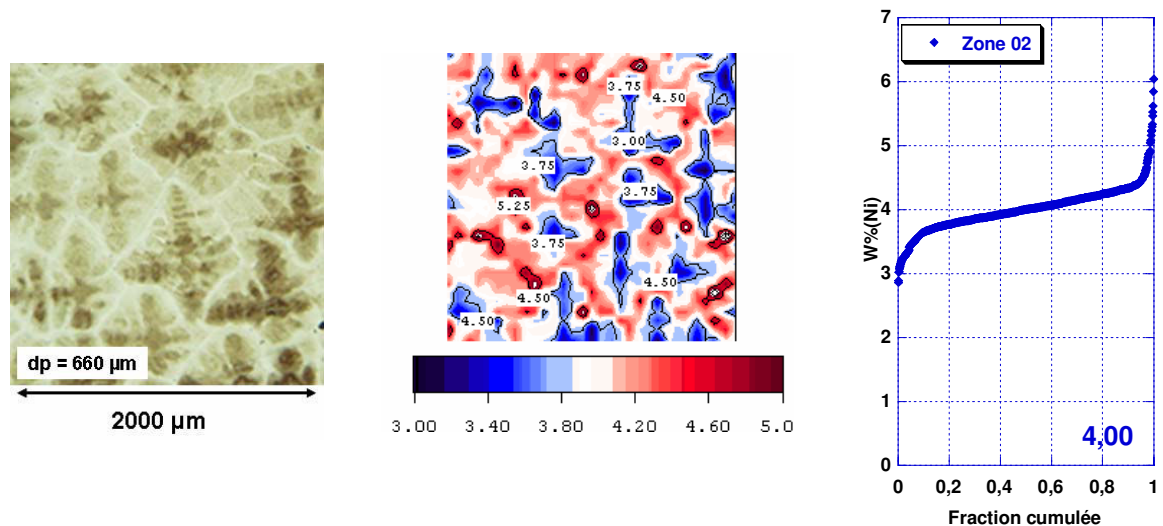 dp = 660 µm
2000 µm
3.75
4.50
3.00
3.75
3.75
5.25
3.75
4.50
4.50
4.50
3.00 3.40 3.80 4.20 4.60 5.0
7
6
5
4
3
2
1
0
W%(Ni)
Zone 02
4,00
0 0,2 0,4 0,6 0,8 1
Fraction cumulée